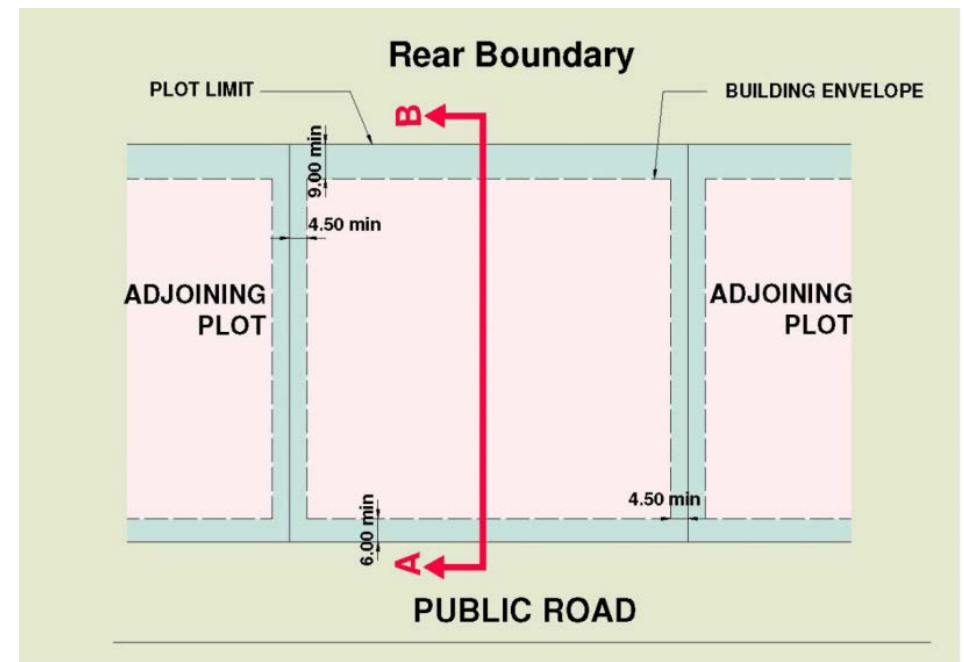 Rear Boundary
PLOT LIMIT
BUILDING ENVELOPE
B
9.00 min
4.50 min
ADJOINING
PLOT
ADJOINING
PLOT
4.50 min
6.00 min
A
PUBLIC ROAD